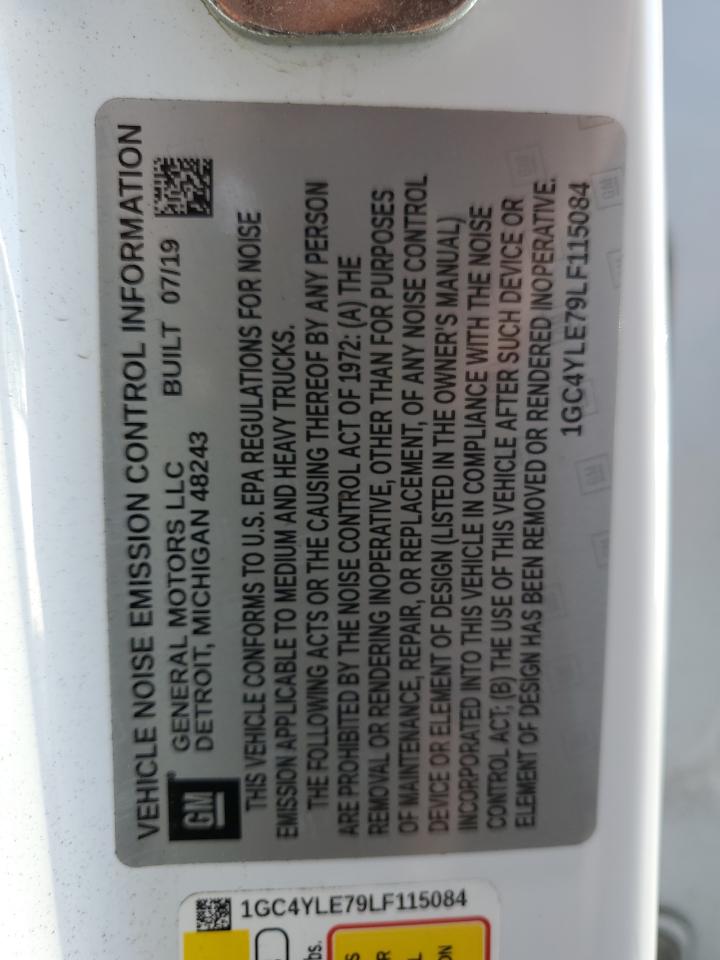 VEHICLE NOISE EMISSION CONTROL INFORMATION
GM®
GENERAL MOTORS LLC
DETROIT, MICHIGAN 48243
BUILT 07/19
THIS VEHICLE CONFORMS TO U.S. EPA REGULATIONS FOR NOISE
EMISSION APPLICABLE TO MEDIUM AND HEAVY TRUCKS.
THE FOLLOWING ACTS OR THE CAUSING THEREOF BY ANY PERSON
ARE PROHIBITED BY THE NOISE CONTROL ACT OF 1972: (A) THE
REMOVAL OR RENDERING INOPERATIVE, OTHER THAN FOR PURPOSES
OF MAINTENANCE, REPAIR, OR REPLACEMENT, OF ANY NOISE CONTROL
DEVICE OR ELEMENT OF DESIGN (LISTED IN THE OWNER'S MANUAL)
INCORPORATED INTO THIS VEHICLE IN COMPLIANCE WITH THE NOISE
CONTROL ACT; (B) THE USE OF THIS VEHICLE AFTER SUCH DEVICE OR
ELEMENT OF DESIGN HAS BEEN REMOVED OR RENDERED INOPERATIVE.
1GC4YLE79LF115084
1GC4YLE79LF115084
lbs.